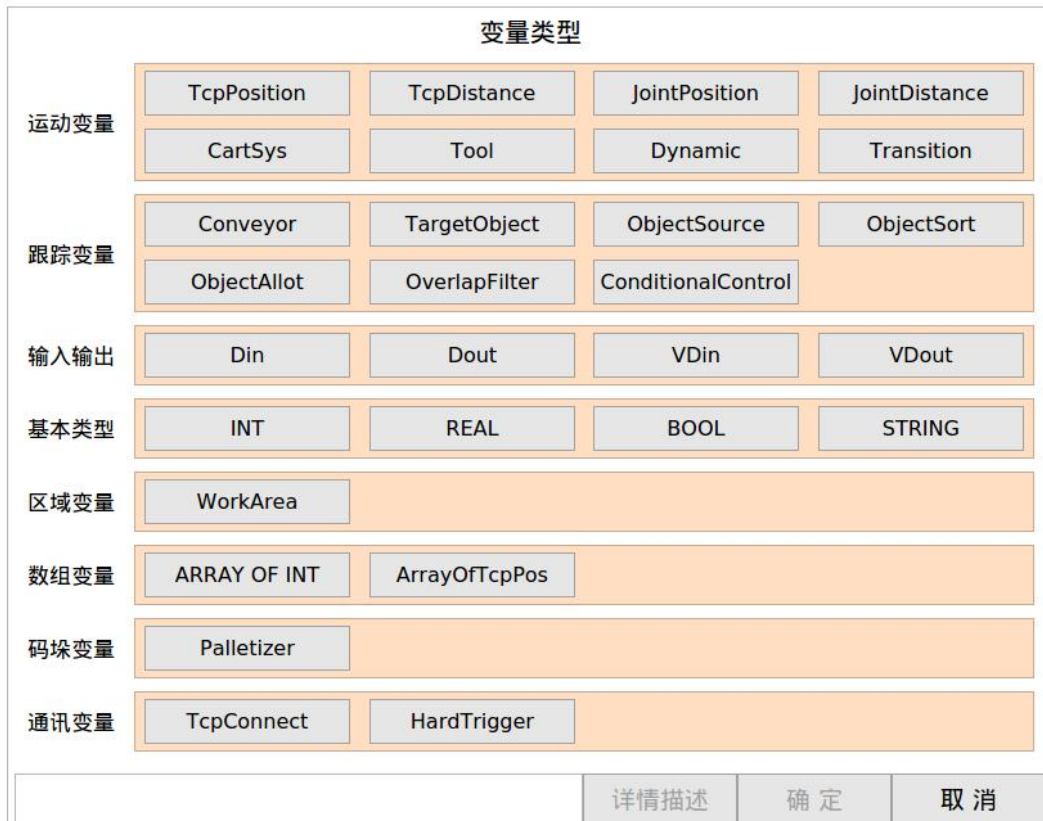 变量类型
运动变量
TcpPosition TcpDistance JointPosition JointDistance
CartSys Tool Dynamic Transition
跟踪变量
Conveyor TargetObject ObjectSource ObjectSort
ObjectAllot OverlapFilter ConditionalControl
输入输出 Din Dout VDin VDout
基本类型 INT REAL BOOL STRING
区域变量 WorkArea
数组变量 ARRAY OF INT ArrayOfTcpPos
码垛变量 Palletizer
通讯变量 TcpConnect HardTrigger
详情描述 确 定 取 消